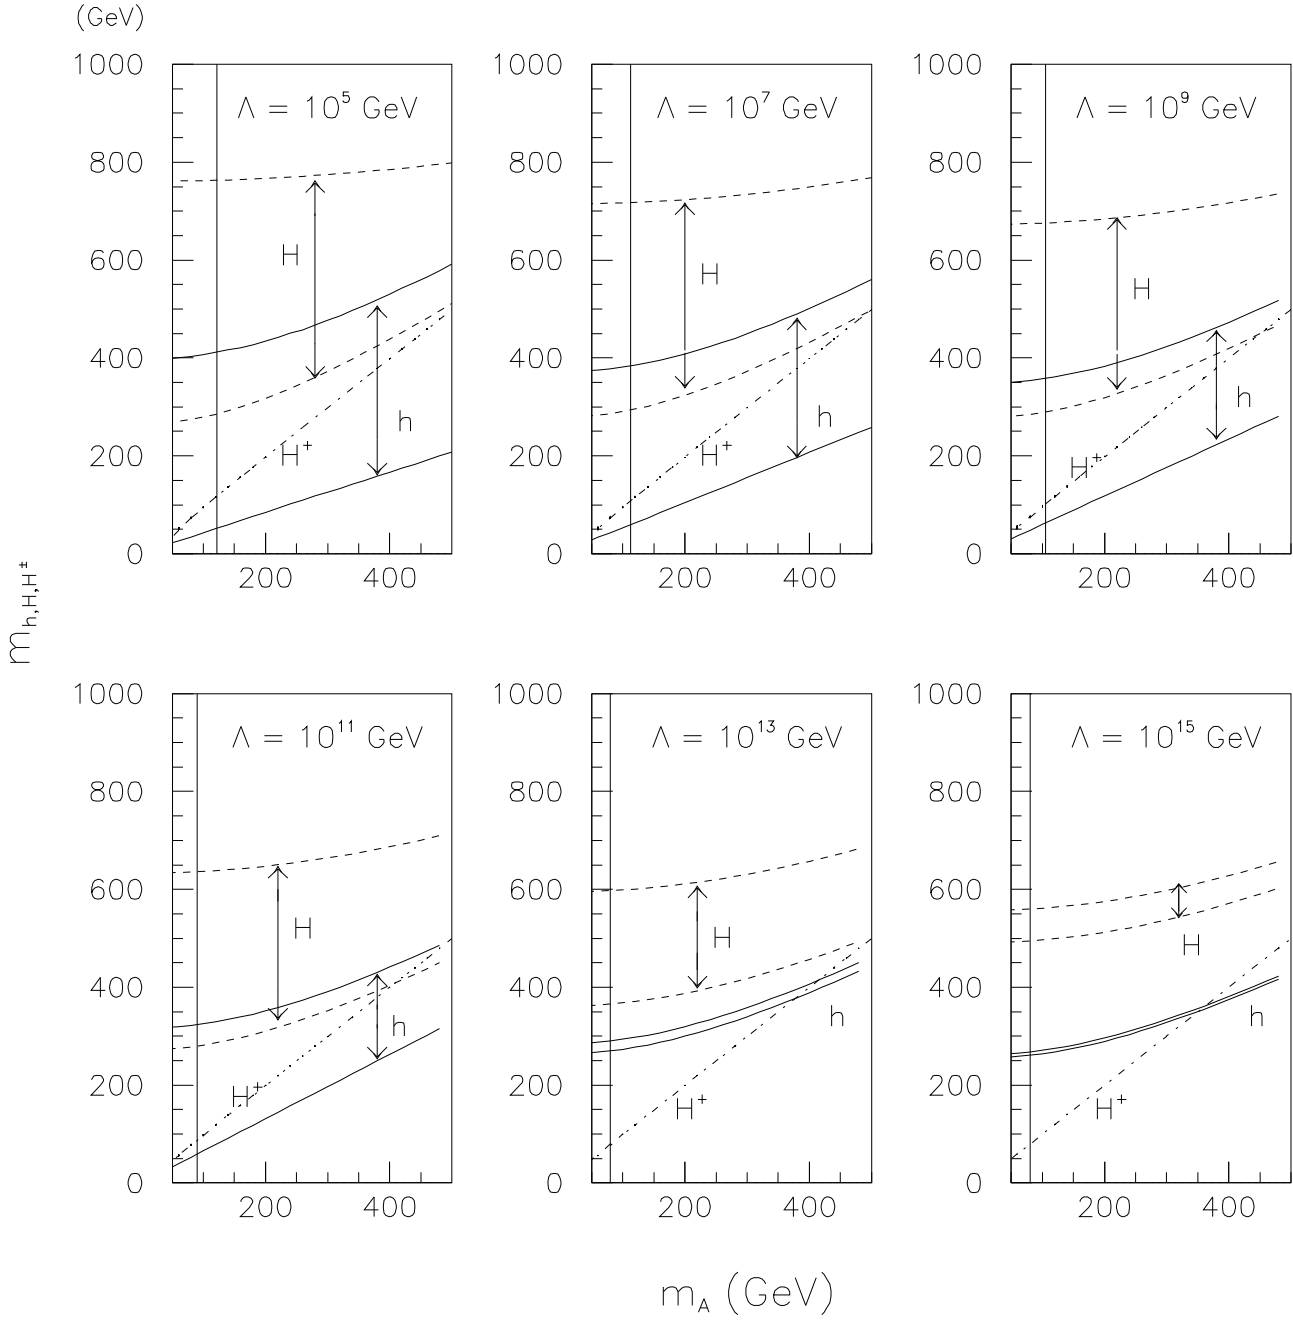 (GeV)
m_h,H,H^±
1000
800
600
400
200
0
200 400
Λ = 10^5 GeV
H
h
H^+
1000
800
600
400
200
0
200 400
Λ = 10^7 GeV
H
h
H^+
1000
800
600
400
200
0
200 400
Λ = 10^9 GeV
H
h
H^+
1000
800
600
400
200
0
200 400
Λ = 10^11 GeV
H
h
H^+
1000
800
600
400
200
0
200 400
Λ = 10^13 GeV
H
h
H^+
1000
800
600
400
200
0
200 400
Λ = 10^15 GeV
H
h
H^+
m_A (GeV)